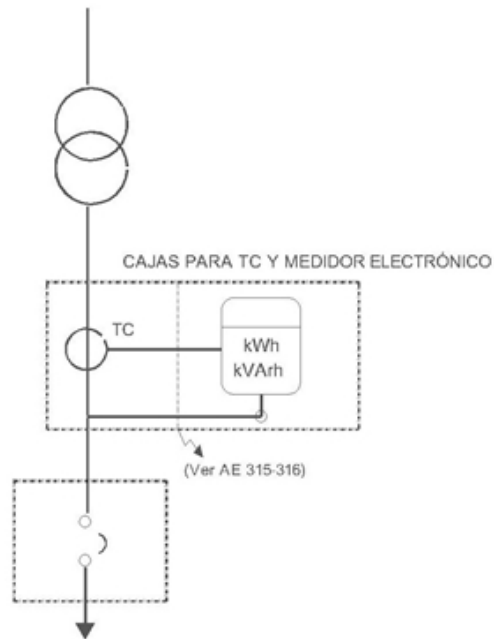 CAJAS PARA TC Y MEDIDOR ELECTRÓNICO
TC
kWh
kVArh
(Ver AE 315-316)